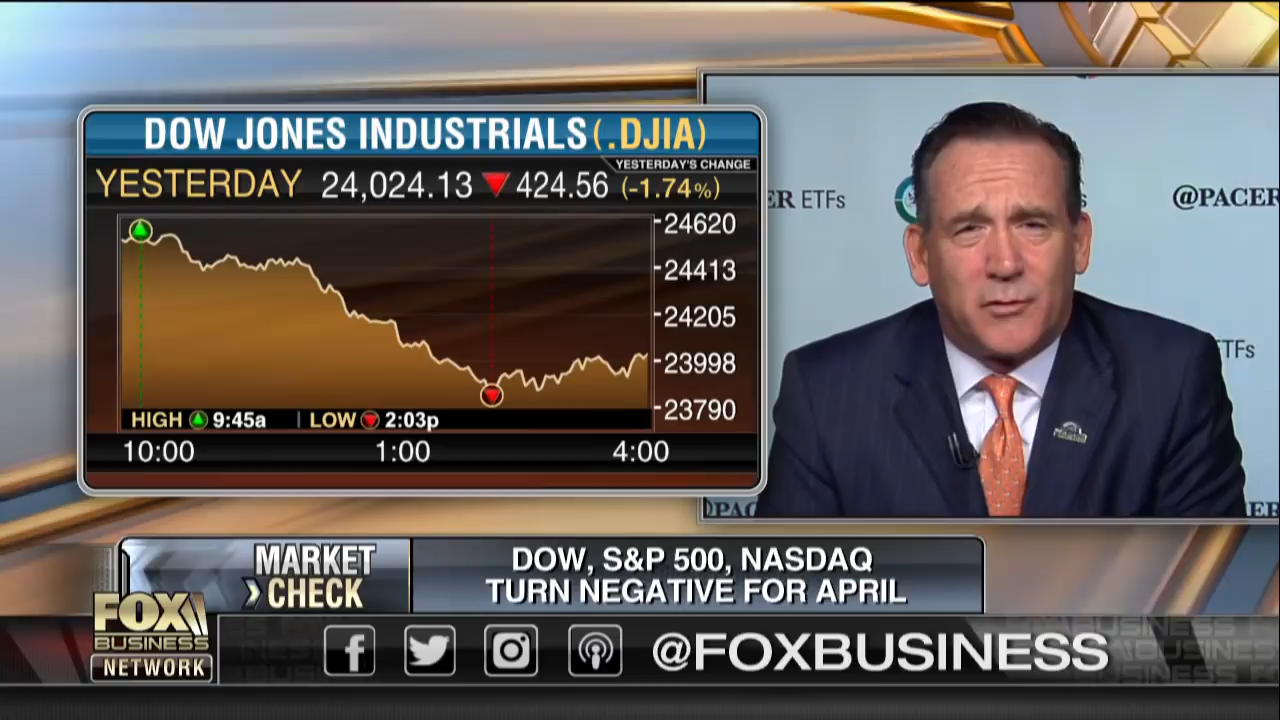 DOW JONES INDUSTRIALS (.DJIA)
YESTERDAY'S CHANGE
YESTERDAY 24,024.13 ▼ 424.56 (-1.74%)
24620
24413
24205
23998
23790
HIGH 9:45a | LOW 2:03p
10:00 1:00 4:00
ER ETFs
@PACER
TFs
MARKET
CHECK
DOW, S&P 500, NASDAQ
TURN NEGATIVE FOR APRIL
FOX
BUSINESS
NETWORK
@FOXBUSINESS